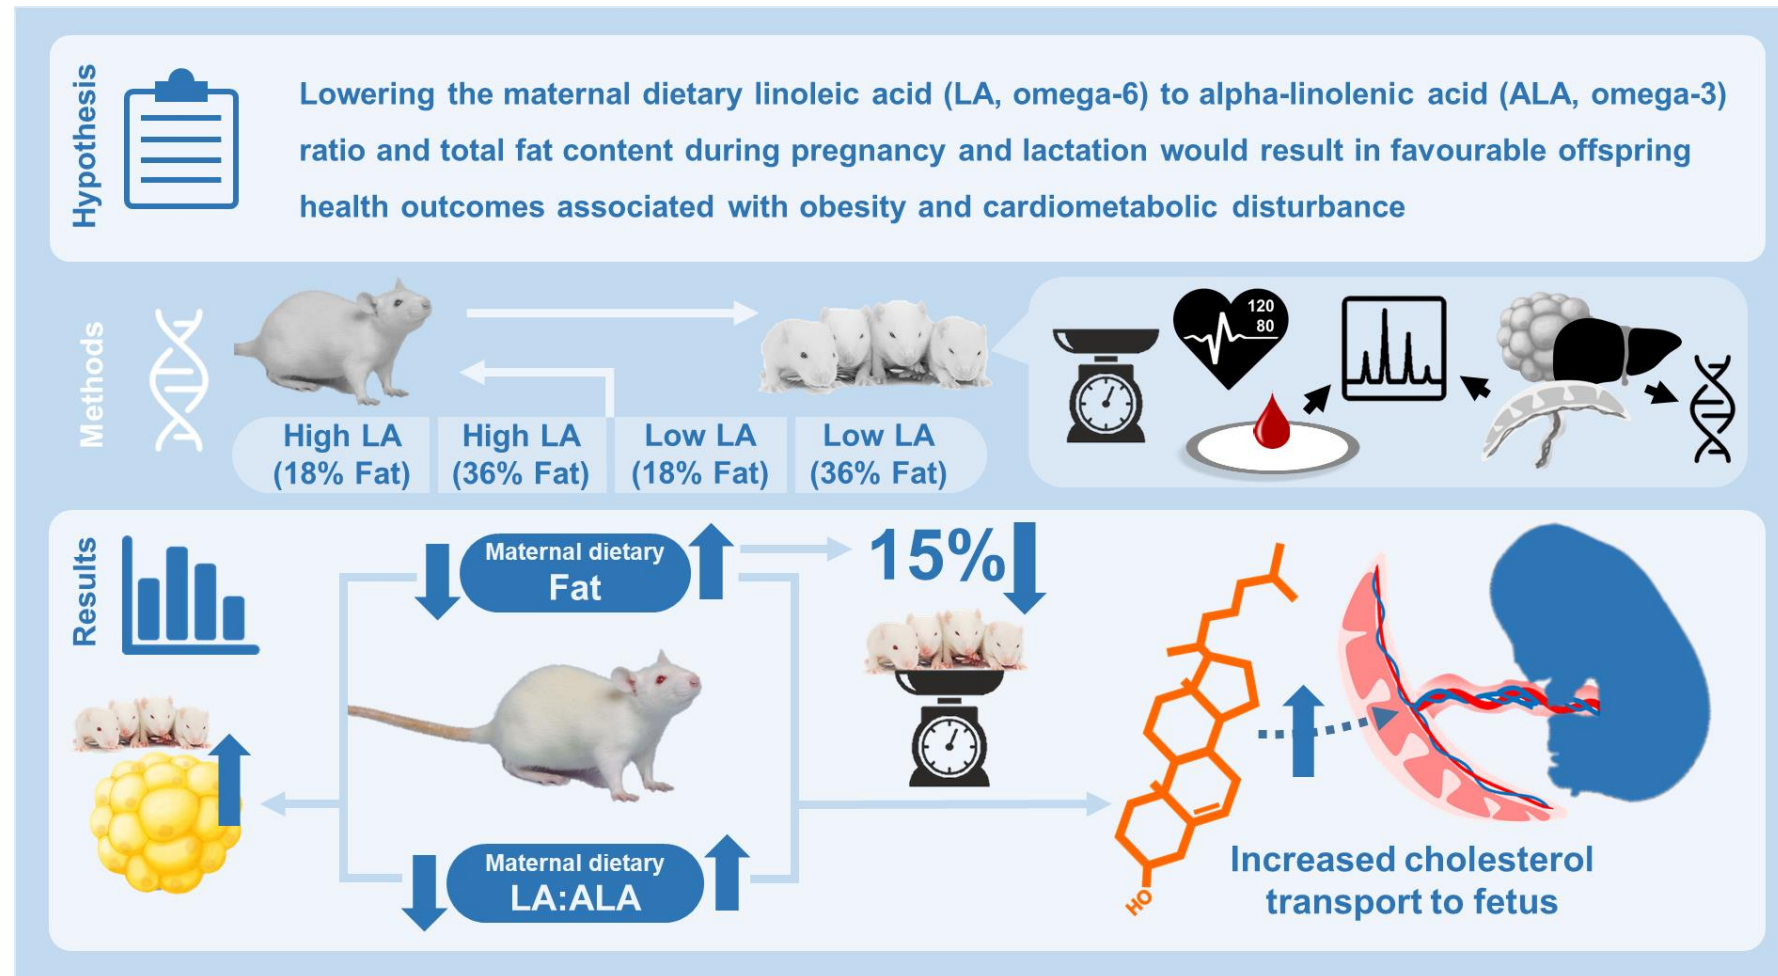 Hypothesis
Lowering the maternal dietary linoleic acid (LA, omega-6) to alpha-linolenic acid (ALA, omega-3)
ratio and total fat content during pregnancy and lactation would result in favourable offspring
health outcomes associated with obesity and cardiometabolic disturbance
Methods
High LA
(18% Fat)
High LA
(36% Fat)
Low LA
(18% Fat)
Low LA
(36% Fat)
120
80
Results
Maternal dietary
Fat
15%
Maternal dietary
LA:ALA
HO
Increased cholesterol
transport to fetus